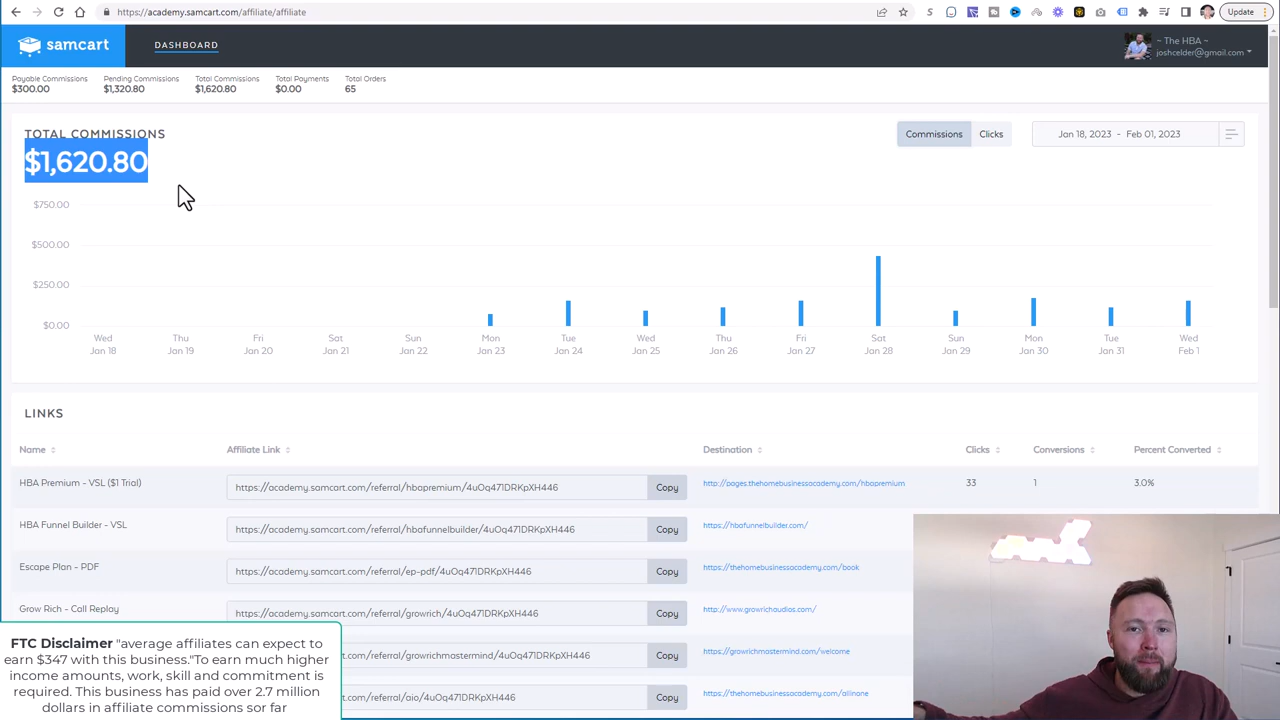 https://academy.samcart.com/affiliate/affiliate
Update
samcart
DASHBOARD
~ The HBA ~
joshcelder@gmail.com
Payable Commissions
$300.00
Pending Commissions
$1,320.80
Total Commissions
$1,620.80
Total Payments
$0.00
Total Orders
65
TOTAL COMMISSIONS
$1,620.80
Commissions
Clicks
Jan 18, 2023 - Feb 01, 2023
$750.00
$500.00
$250.00
$0.00
Wed
Jan 18
Thu
Jan 19
Fri
Jan 20
Sat
Jan 21
Sun
Jan 22
Mon
Jan 23
Tue
Jan 24
Wed
Jan 25
Thu
Jan 26
Fri
Jan 27
Sat
Jan 28
Sun
Jan 29
Mon
Jan 30
Tue
Jan 31
Wed
Feb 1
LINKS
Name Affiliate Link Destination Clicks Conversions Percent Converted
HBA Premium - VSL ($1 Trial) https://academy.samcart.com/referral/hbapremium/4uOq471DRKpXH446 Copy http://pages.thehomebusinessacademy.com/hbapremium 33 1 3.0%
HBA Funnel Builder - VSL https://academy.samcart.com/referral/hbafunnelbuilder/4uOq471DRKpXH446 Copy https://hbafunnelbuilder.com/
Escape Plan - PDF https://academy.samcart.com/referral/ep-pdf/4uOq471DRKpXH446 Copy https://thehomebusinessacademy.com/book
Grow Rich - Call Replay https://academy.samcart.com/referral/growrich/4uOq471DRKpXH446 Copy http://www.growrichaudios.com/
.samcart.com/referral/growrichmastermind/4uOq471DRKpXH446 Copy https://growrichmastermind.com/welcome
.samcart.com/referral/aio/4uOq471DRKpXH446 Copy https://thehomebusinessacademy.com/allinone
FTC Disclaimer "average affiliates can expect to
earn $347 with this business."To earn much higher
income amounts, work, skill and commitment is
required. This business has paid over 2.7 million
dollars in affiliate commissions sor far